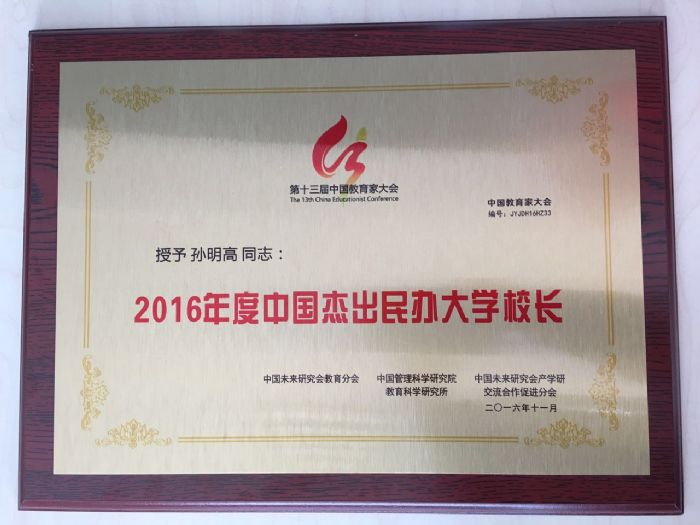 第十三届中国教育家大会
The 13th China Educationist Conference
中国教育家大会
编号：JYJDH16HZ33
授予 孙明高 同志：
2016年度中国杰出民办大学校长
中国未来研究会教育分会
中国管理科学研究院
教育科学研究所
中国未来研究会产学研
交流合作促进分会
二〇一六年十一月